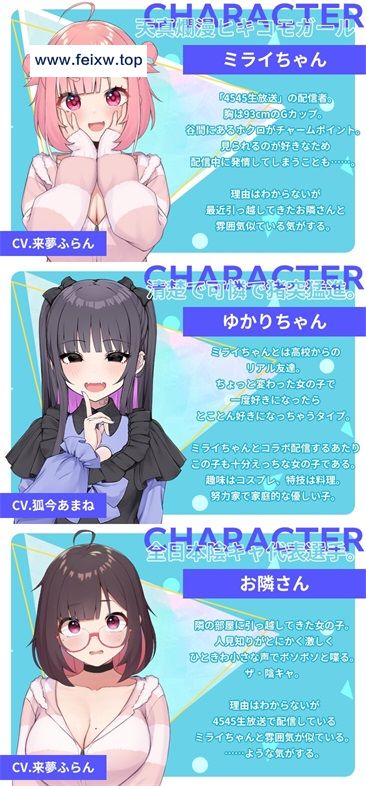 CHARACTER
天真爛漫ヒキコモガール
www.feixw.top
ミライちゃん
「4545生放送」の配信者。
胸は93cmのGカップ。
谷間にあるホクロがチャームポイント。
見られるのが好きなため
配信中に発情してしまうことも……。
理由はわからないが
最近引っ越してきたお隣さんと
雰囲気似ている気がする。
CV.来夢ふらん
CHARACTER
清楚で可憐で猪突猛進。
ゆかりちゃん
ミライちゃんとは高校からの
リアル友達。
ちょっと変わった女の子で
一度好きになったら
とことん好きになっちゃうタイプ。
ミライちゃんとコラボ配信するあたり
この子も十分えっちな女の子である。
趣味はコスプレ、特技は料理。
努力家で家庭的な優しい子。
CV.狐今あまね
CHARACTER
全日本陰キャ代表選手。
お隣さん
隣の部屋に引っ越してきた女の子。
人見知りがとにかく激しく
ひときわ小さな声でボソボソと喋る。
ザ・陰キャ。
理由はわからないが
4545生放送で配信している
ミライちゃんと雰囲気が似ている。
……ような気がする。
CV.来夢ふらん